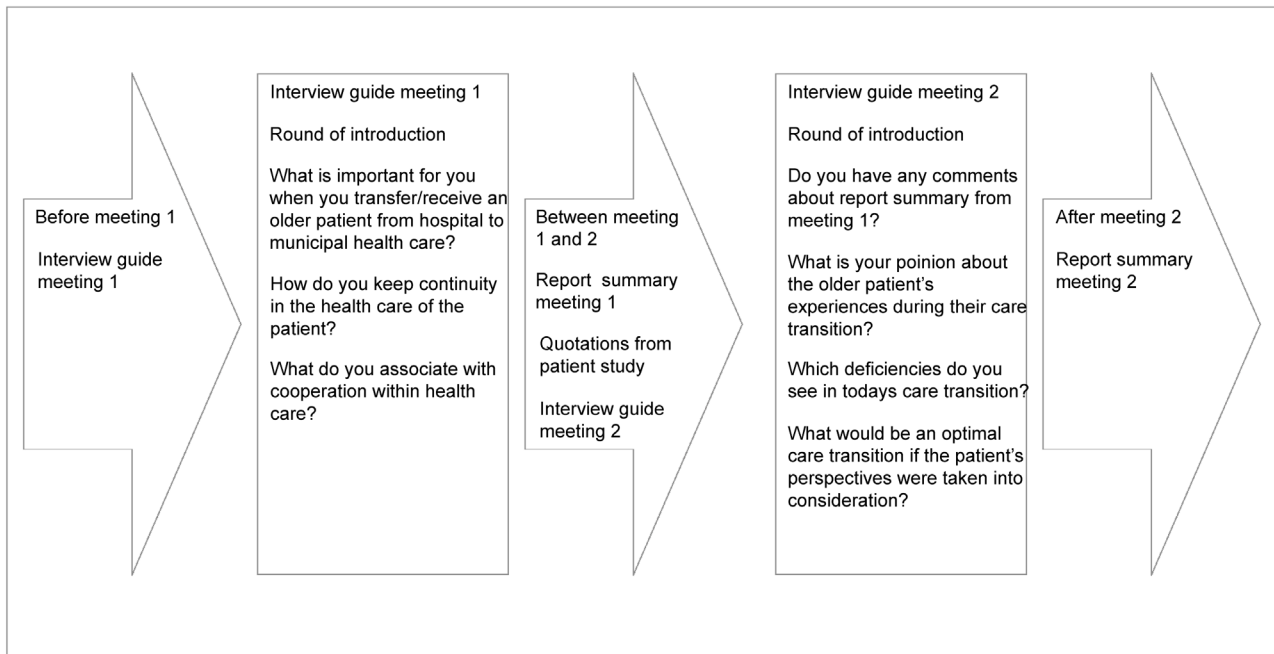 Before meeting 1
Interview guide
meeting 1
Interview guide meeting 1
Round of introduction
What is important for you
when you transfer/receive an
older patient from hospital to
municipal health care?
How do you keep continuity
in the health care of the
patient?
What do you associate with
cooperation within health
care?
Between meeting
1 and 2
Report summary
meeting 1
Quotations from
patient study
Interview guide
meeting 2
Interview guide meeting 2
Round of introduction
Do you have any comments
about report summary from
meeting 1?
What is your poinion about
the older patient’s
experiences during their care
transition?
Which deficiencies do you
see in todays care transition?
What would be an optimal
care transition if the patient’s
perspectives were taken into
consideration?
After meeting 2
Report summary
meeting 2